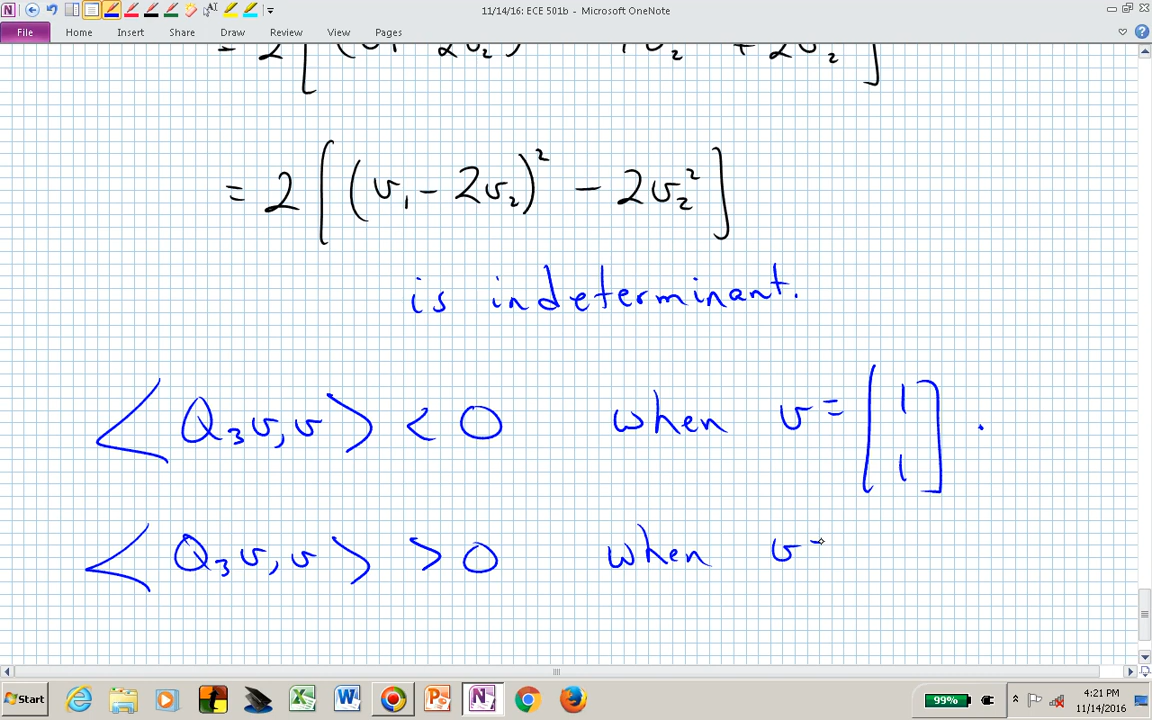 11/14/16: ECE 501b - Microsoft OneNote
File Home Insert Share Draw Review View Pages
= 2 [ (v₁ - 2v₂)² - 2v₂² ]
is indeterminant.
< Q₃v, v > < 0 when v = [ 1 1 ] .
< Q₃v, v > > 0 when v =
Start 99% 4:21 PM
11/14/2016